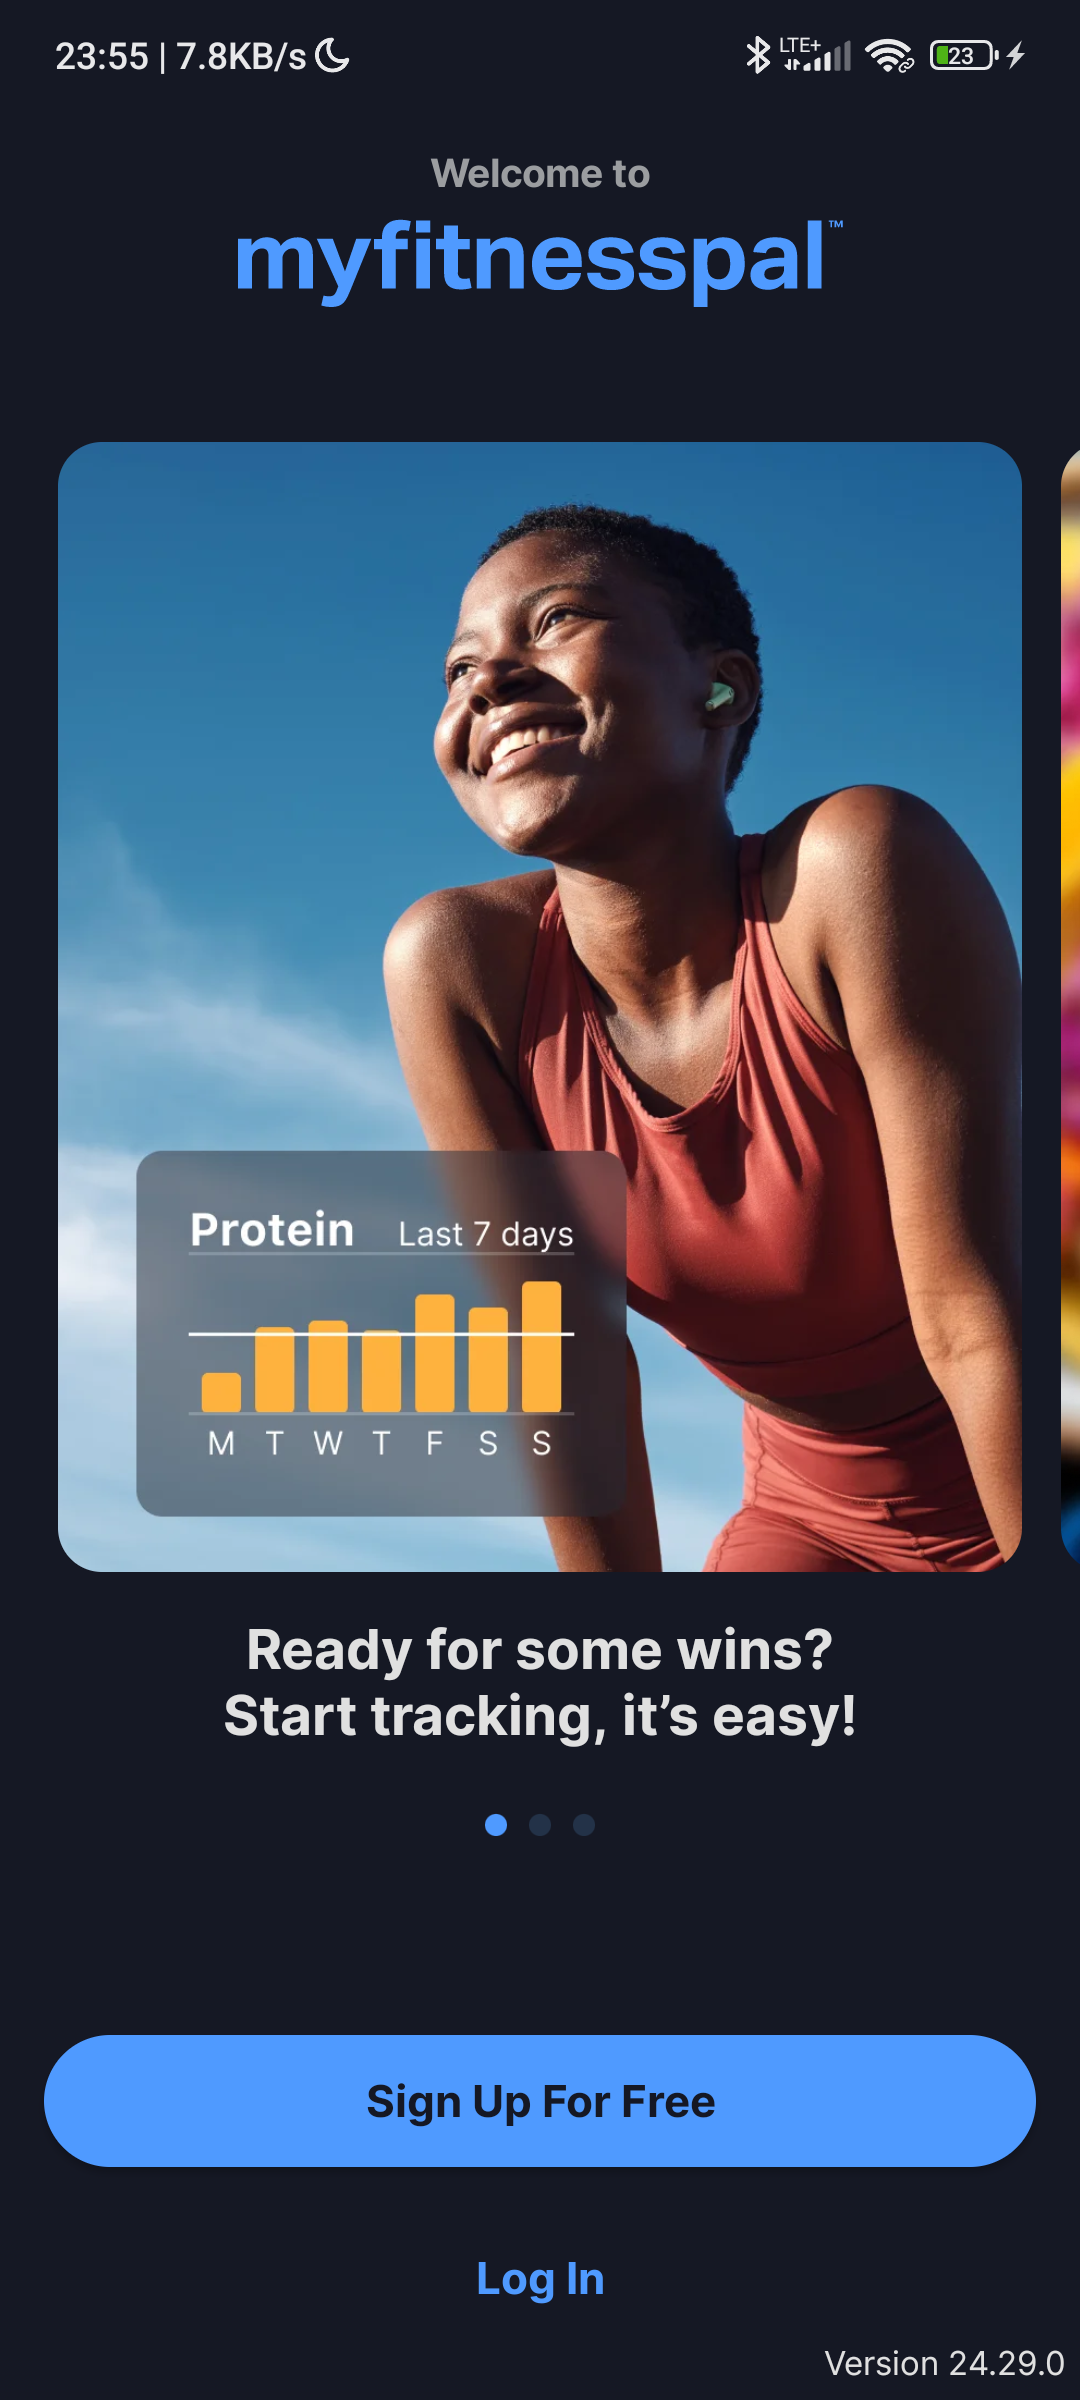 23:55 | 7.8KB/s
LTE+
23
Welcome to
myfitnesspal™
Protein Last 7 days
M T W T F S S
Ready for some wins?
Start tracking, it’s easy!
Sign Up For Free
Log In
Version 24.29.0